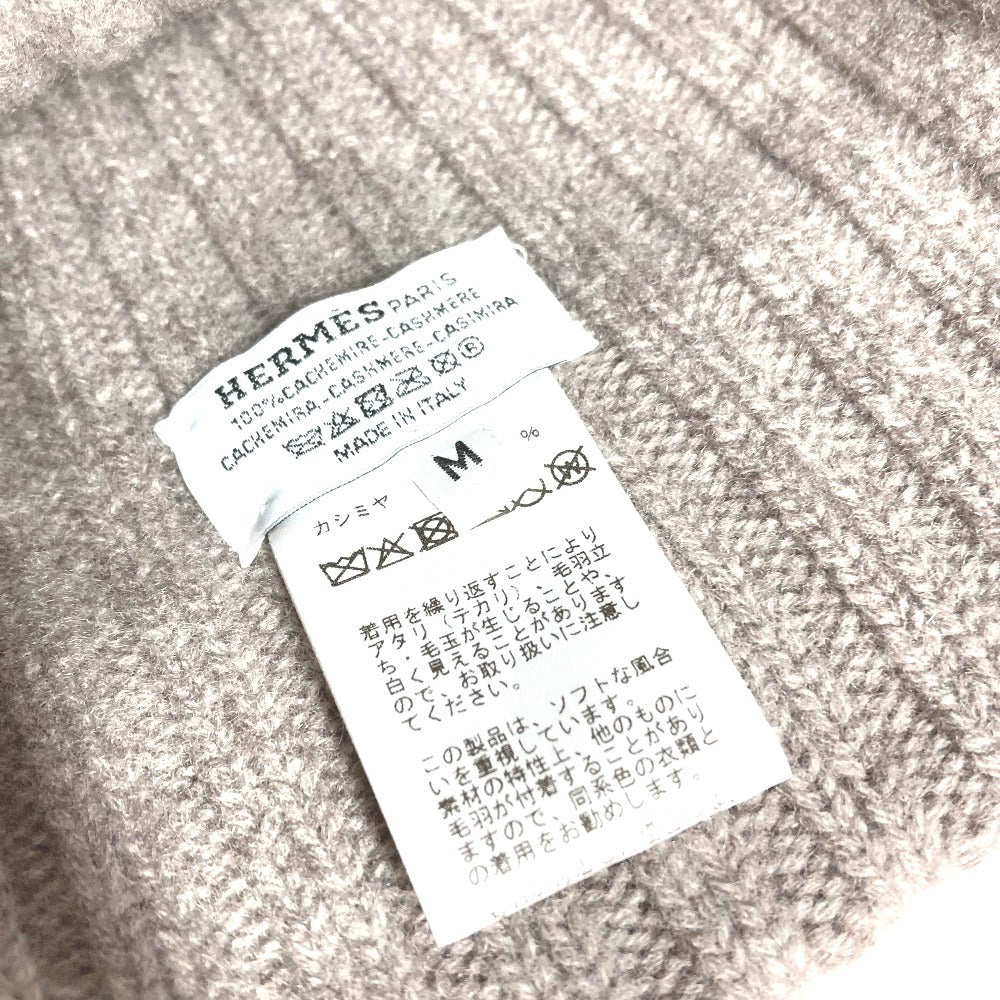 HERMÈS PARIS
100%CACHEMIRE-CASHMERE
CACHEMIRA-CASHMERE-CASIMIRA
MADE IN ITALY
M
カシミヤ %
着用を繰り返すことにより
アタリ(テカリ)、毛羽立
ち・毛玉が生じることや、
白く見えることがあります
ので、お取り扱いに注意し
てください。
この製品は、ソフトな風合
いを重視しています。
素材の特性上、他のものに
毛羽が付着することがあり
ますので、同系色の衣類と
の着用をお勧めします。